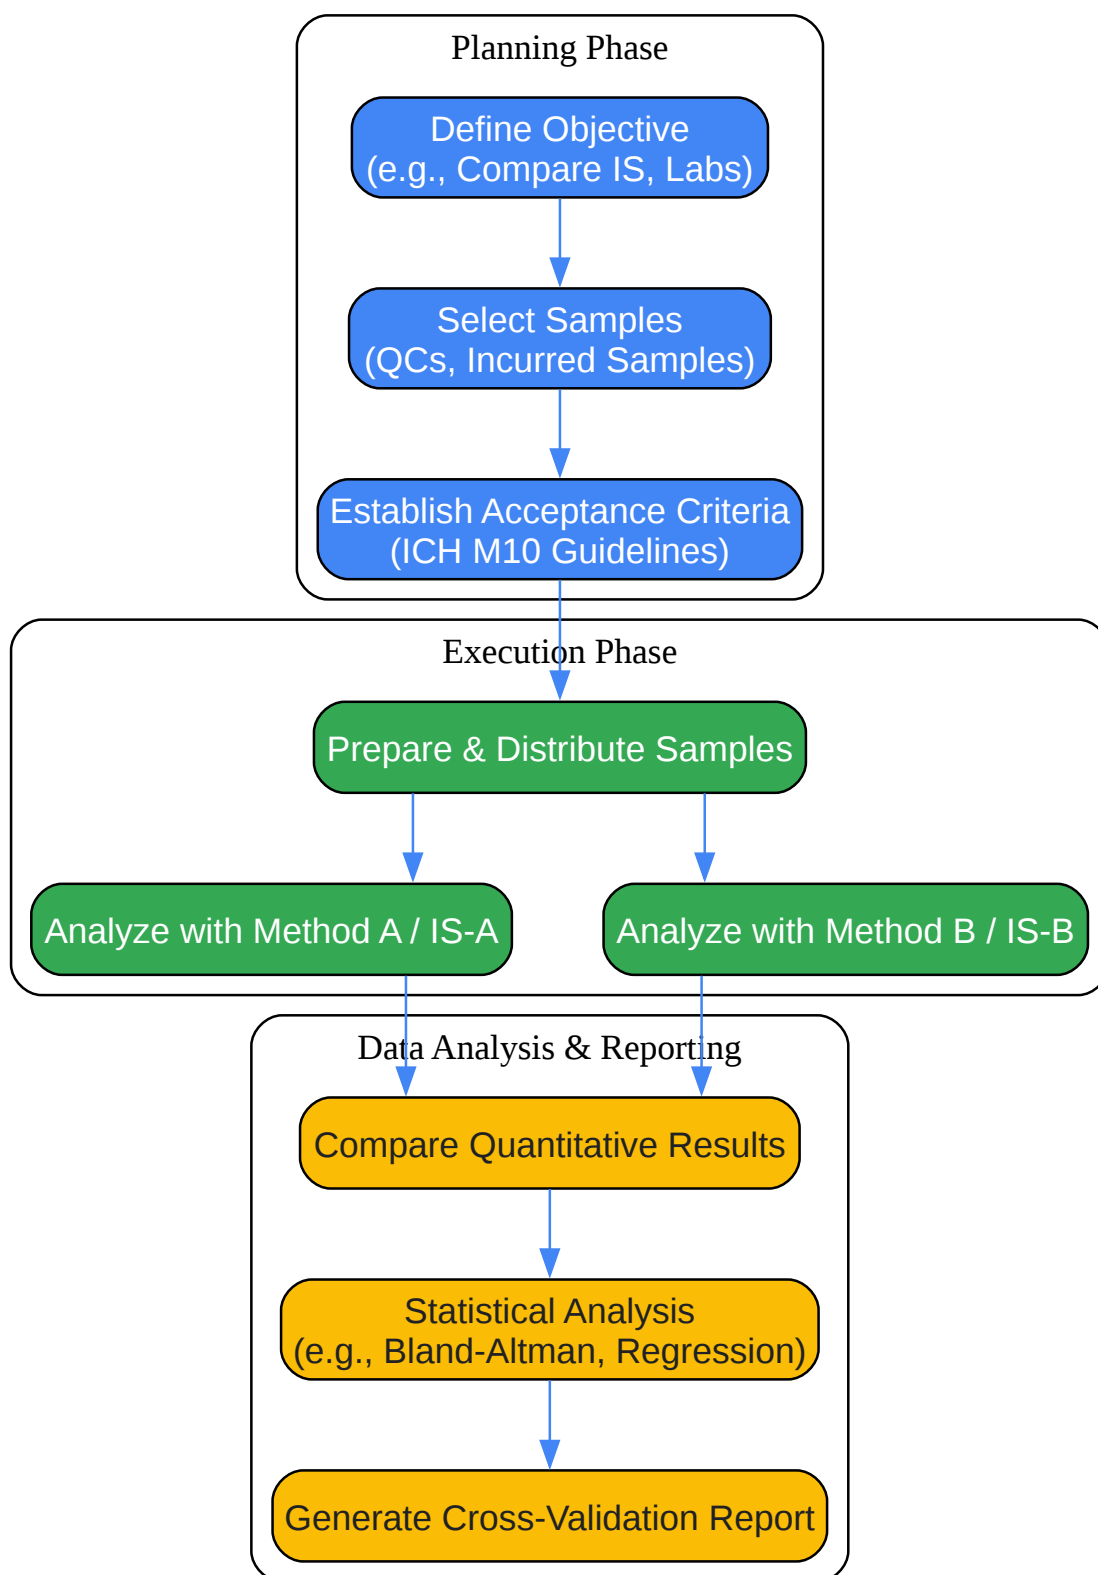 Planning Phase
Define Objective
(e.g., Compare IS, Labs)
Select Samples
(QCs, Incurred Samples)
Establish Acceptance Criteria
(ICH M10 Guidelines)
Execution Phase
Prepare & Distribute Samples
Analyze with Method A / IS-A
Analyze with Method B / IS-B
Data Analysis & Reporting
Compare Quantitative Results
Statistical Analysis
(e.g., Bland-Altman, Regression)
Generate Cross-Validation Report